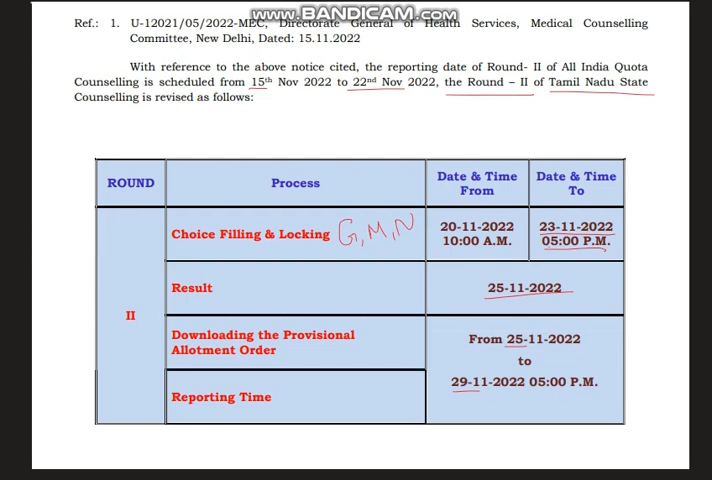 www.BANDICAM.com
Ref.: 1. U-12021/05/2022-MEC, Directorate General of Health Services, Medical Counselling
Committee, New Delhi, Dated: 15.11.2022
With reference to the above notice cited, the reporting date of Round- II of All India Quota
Counselling is scheduled from 15th Nov 2022 to 22nd Nov 2022, the Round – II of Tamil Nadu State
Counselling is revised as follows:
ROUND Process Date & Time From Date & Time To
II
Choice Filling & Locking G, M, N 20-11-2022 10:00 A.M. 23-11-2022 05:00 P.M.
Result 25-11-2022
Downloading the Provisional
Allotment Order
Reporting Time
From 25-11-2022
to
29-11-2022 05:00 P.M.